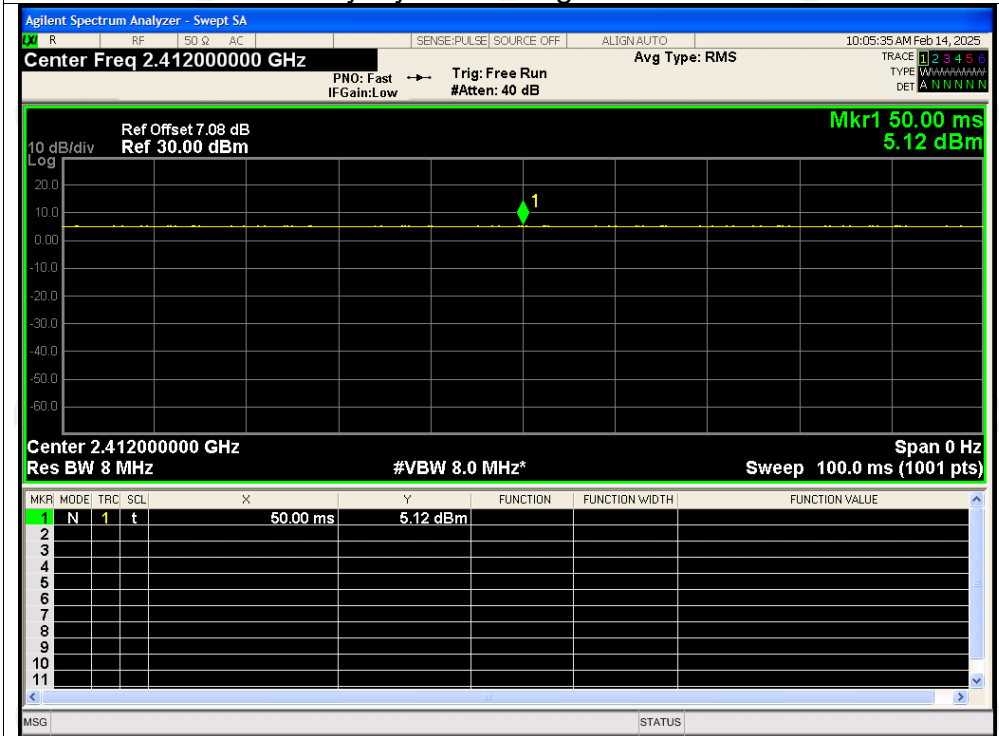 Agilent Spectrum Analyzer - Swept SA
LXI R RF 50 Ω AC SENSE:PULSE SOURCE OFF ALIGN AUTO 10:05:35 AM Feb 14, 2025
Center Freq 2.412000000 GHz
PNO: Fast
IFGain:Low
Trig: Free Run
#Atten: 40 dB
Avg Type: RMS
TRACE 1 2 3 4 5 6
TYPE WWWWWW
DET A N N N N N
Mkr1 50.00 ms
5.12 dBm
Ref Offset 7.08 dB
10 dB/div Ref 30.00 dBm
Log
20.0
10.0
0.00
-10.0
-20.0
-30.0
-40.0
-50.0
-60.0
1
Center 2.412000000 GHz Span 0 Hz
Res BW 8 MHz #VBW 8.0 MHz* Sweep 100.0 ms (1001 pts)
MKR MODE TRC SCL X Y FUNCTION FUNCTION WIDTH FUNCTION VALUE
1 N 1 t 50.00 ms 5.12 dBm
2
3
4
5
6
7
8
9
10
11
MSG STATUS